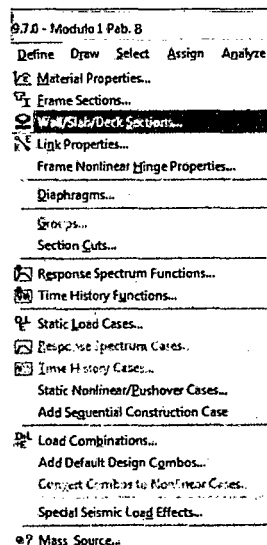 9.7.0 - Modulo 1 Pab. 8
Define Draw Select Assign Analyze
Material Properties...
Frame Sections...
Wall/Slab/Deck Sections...
Link Properties...
Frame Nonlinear Hinge Properties...
Diaphragms...
Groups...
Section Cuts...
Response Spectrum Functions...
Time History Functions...
Static Load Cases...
Response Spectrum Cases...
Time History Cases...
Static Nonlinear/Pushover Cases...
Add Sequential Construction Case
Load Combinations...
Add Default Design Combos...
Convert Combos to Nonlinear Cases...
Special Seismic Load Effects...
Mass Source...